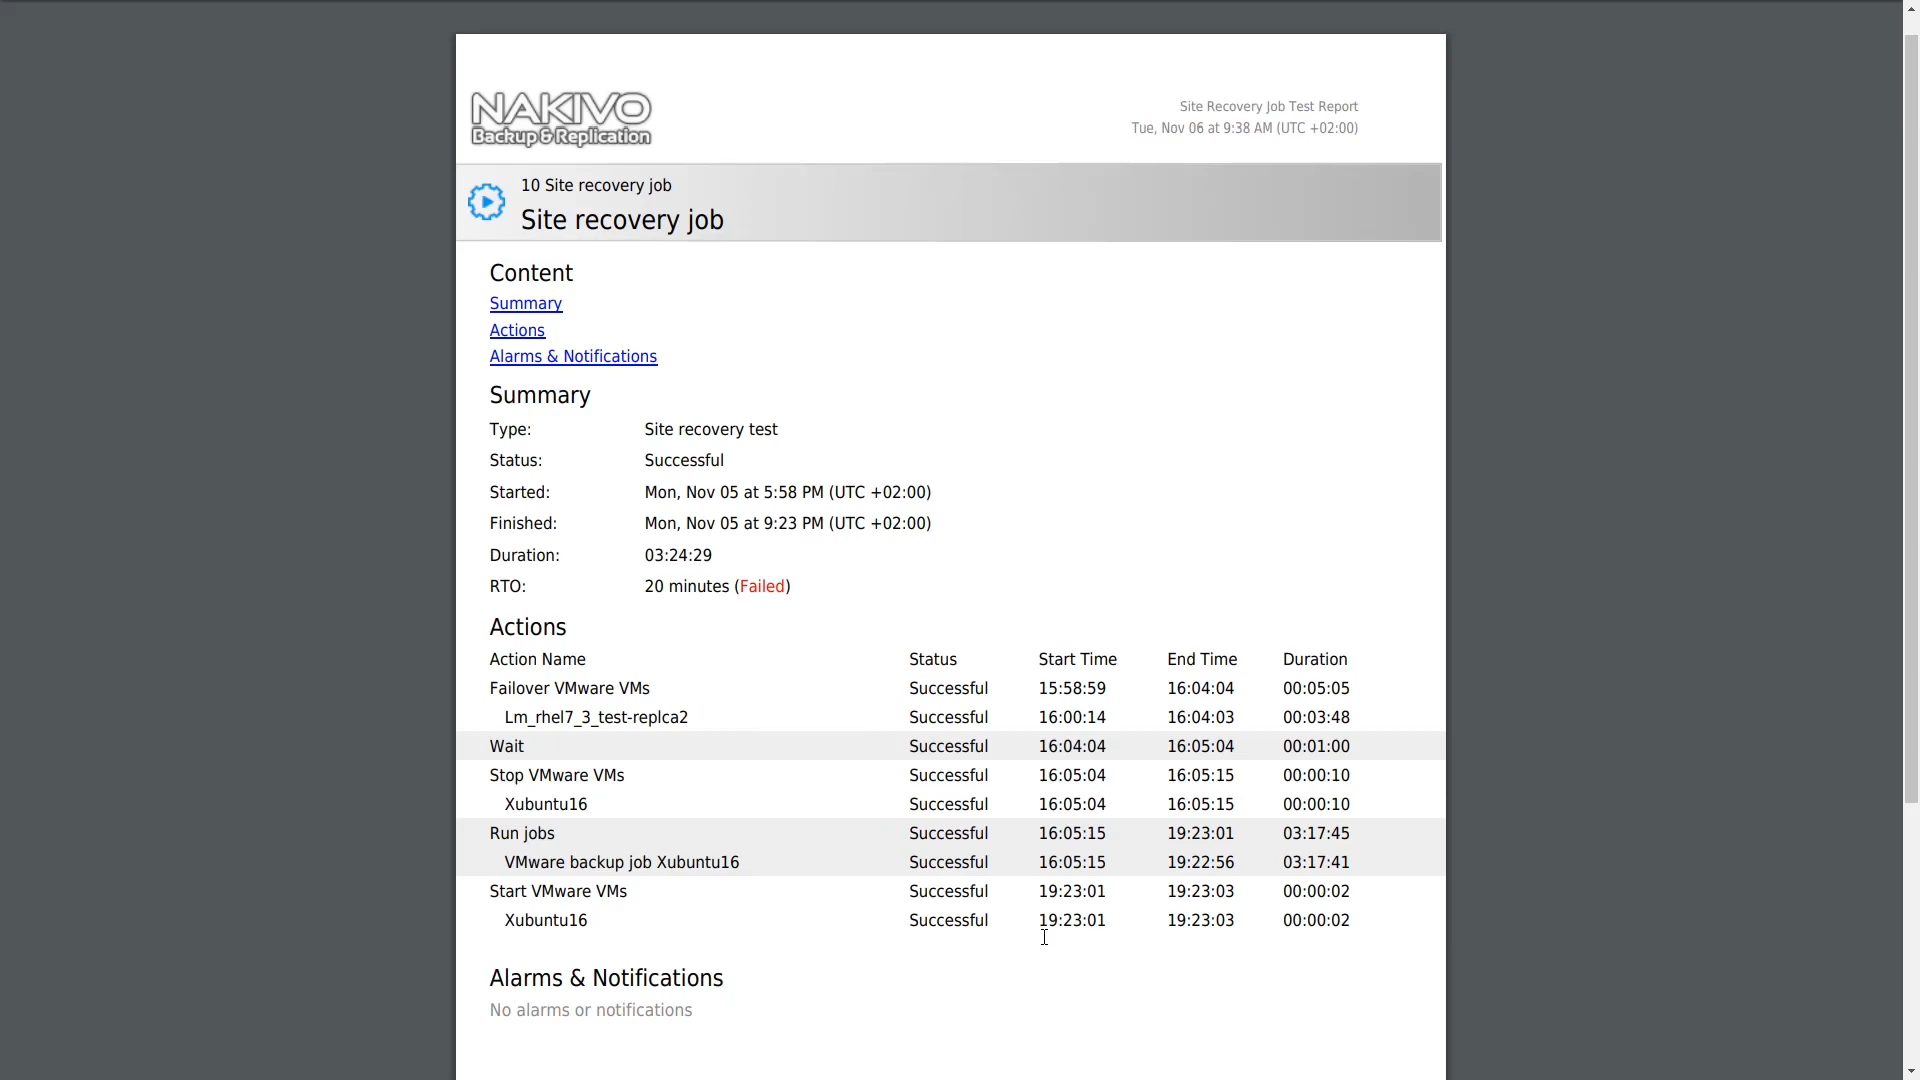 NAKIVO
Backup & Replication
Site Recovery Job Test Report
Tue, Nov 06 at 9:38 AM (UTC +02:00)
10 Site recovery job
Site recovery job
Content
Summary
Actions
Alarms & Notifications
Summary
Type: Site recovery test
Status: Successful
Started: Mon, Nov 05 at 5:58 PM (UTC +02:00)
Finished: Mon, Nov 05 at 9:23 PM (UTC +02:00)
Duration: 03:24:29
RTO: 20 minutes (Failed)
Actions
Action Name Status Start Time End Time Duration
Failover VMware VMs Successful 15:58:59 16:04:04 00:05:05
Lm_rhel7_3_test-replca2 Successful 16:00:14 16:04:03 00:03:48
Wait Successful 16:04:04 16:05:04 00:01:00
Stop VMware VMs Successful 16:05:04 16:05:15 00:00:10
Xubuntu16 Successful 16:05:04 16:05:15 00:00:10
Run jobs Successful 16:05:15 19:23:01 03:17:45
VMware backup job Xubuntu16 Successful 16:05:15 19:22:56 03:17:41
Start VMware VMs Successful 19:23:01 19:23:03 00:00:02
Xubuntu16 Successful 19:23:01 19:23:03 00:00:02
Alarms & Notifications
No alarms or notifications